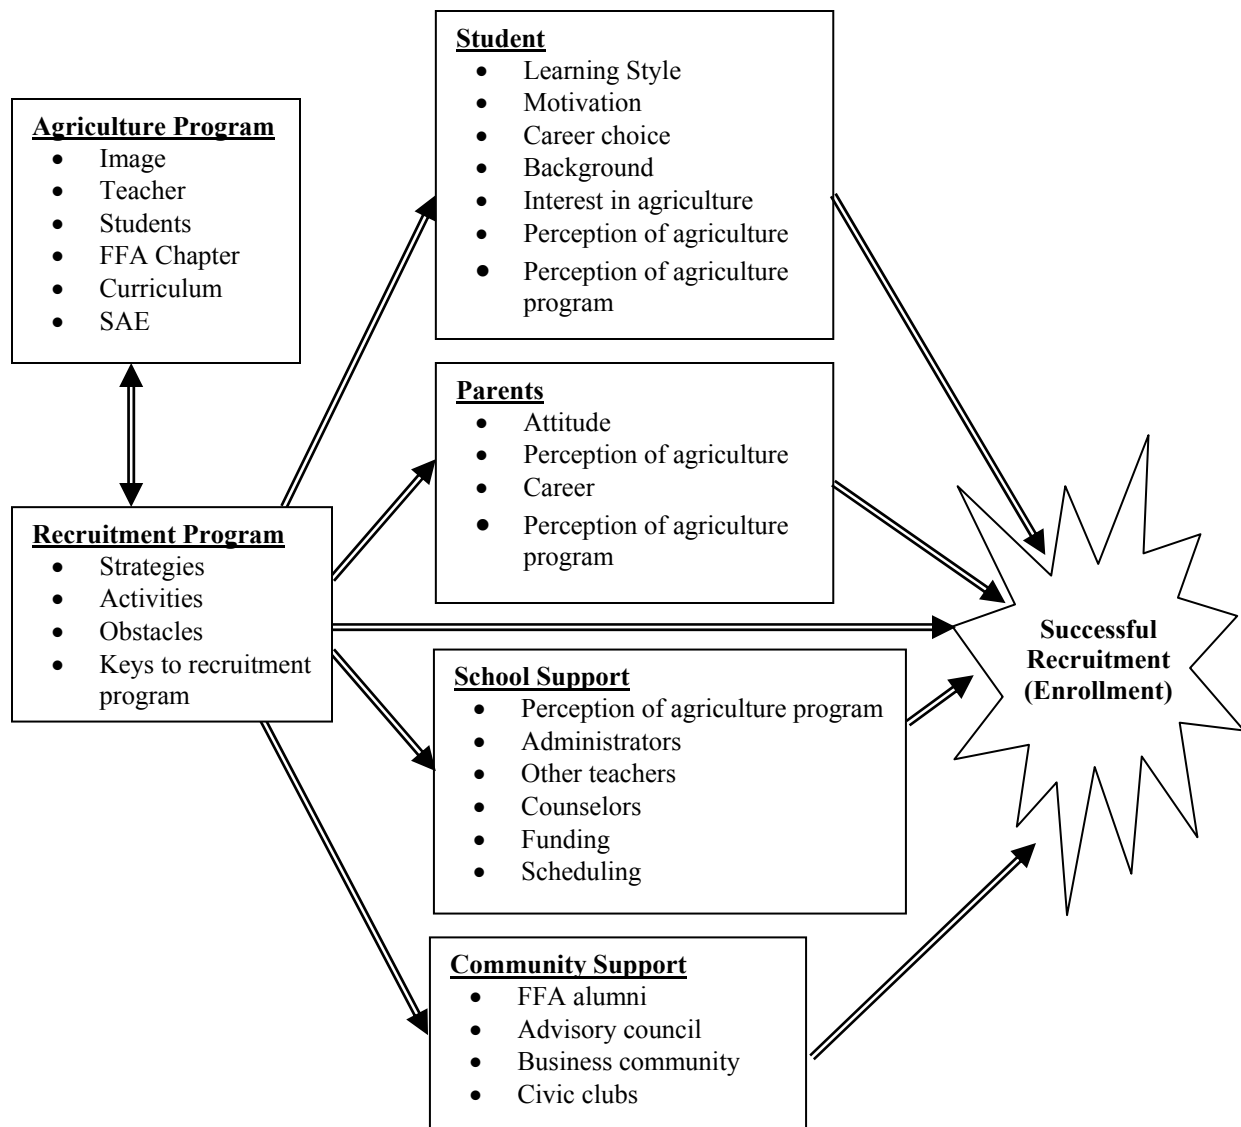 Agriculture Program
• Image
• Teacher
• Students
• FFA Chapter
• Curriculum
• SAE
Recruitment Program
• Strategies
• Activities
• Obstacles
• Keys to recruitment
program
Student
• Learning Style
• Motivation
• Career choice
• Background
• Interest in agriculture
• Perception of agriculture
• Perception of agriculture
program
Parents
• Attitude
• Perception of agriculture
• Career
• Perception of agriculture
program
School Support
• Perception of agriculture program
• Administrators
• Other teachers
• Counselors
• Funding
• Scheduling
Community Support
• FFA alumni
• Advisory council
• Business community
• Civic clubs
Successful
Recruitment
(Enrollment)